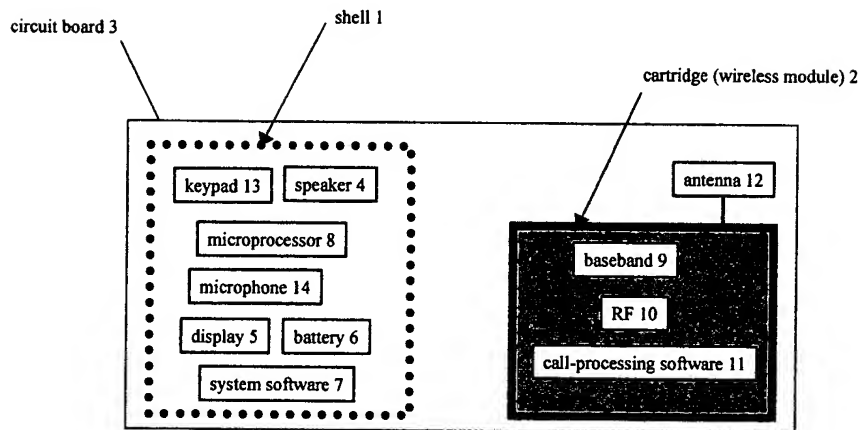 circuit board 3
shell 1
cartridge (wireless module) 2
keypad 13
speaker 4
antenna 12
microprocessor 8
baseband 9
microphone 14
RF 10
display 5
battery 6
call-processing software 11
system software 7